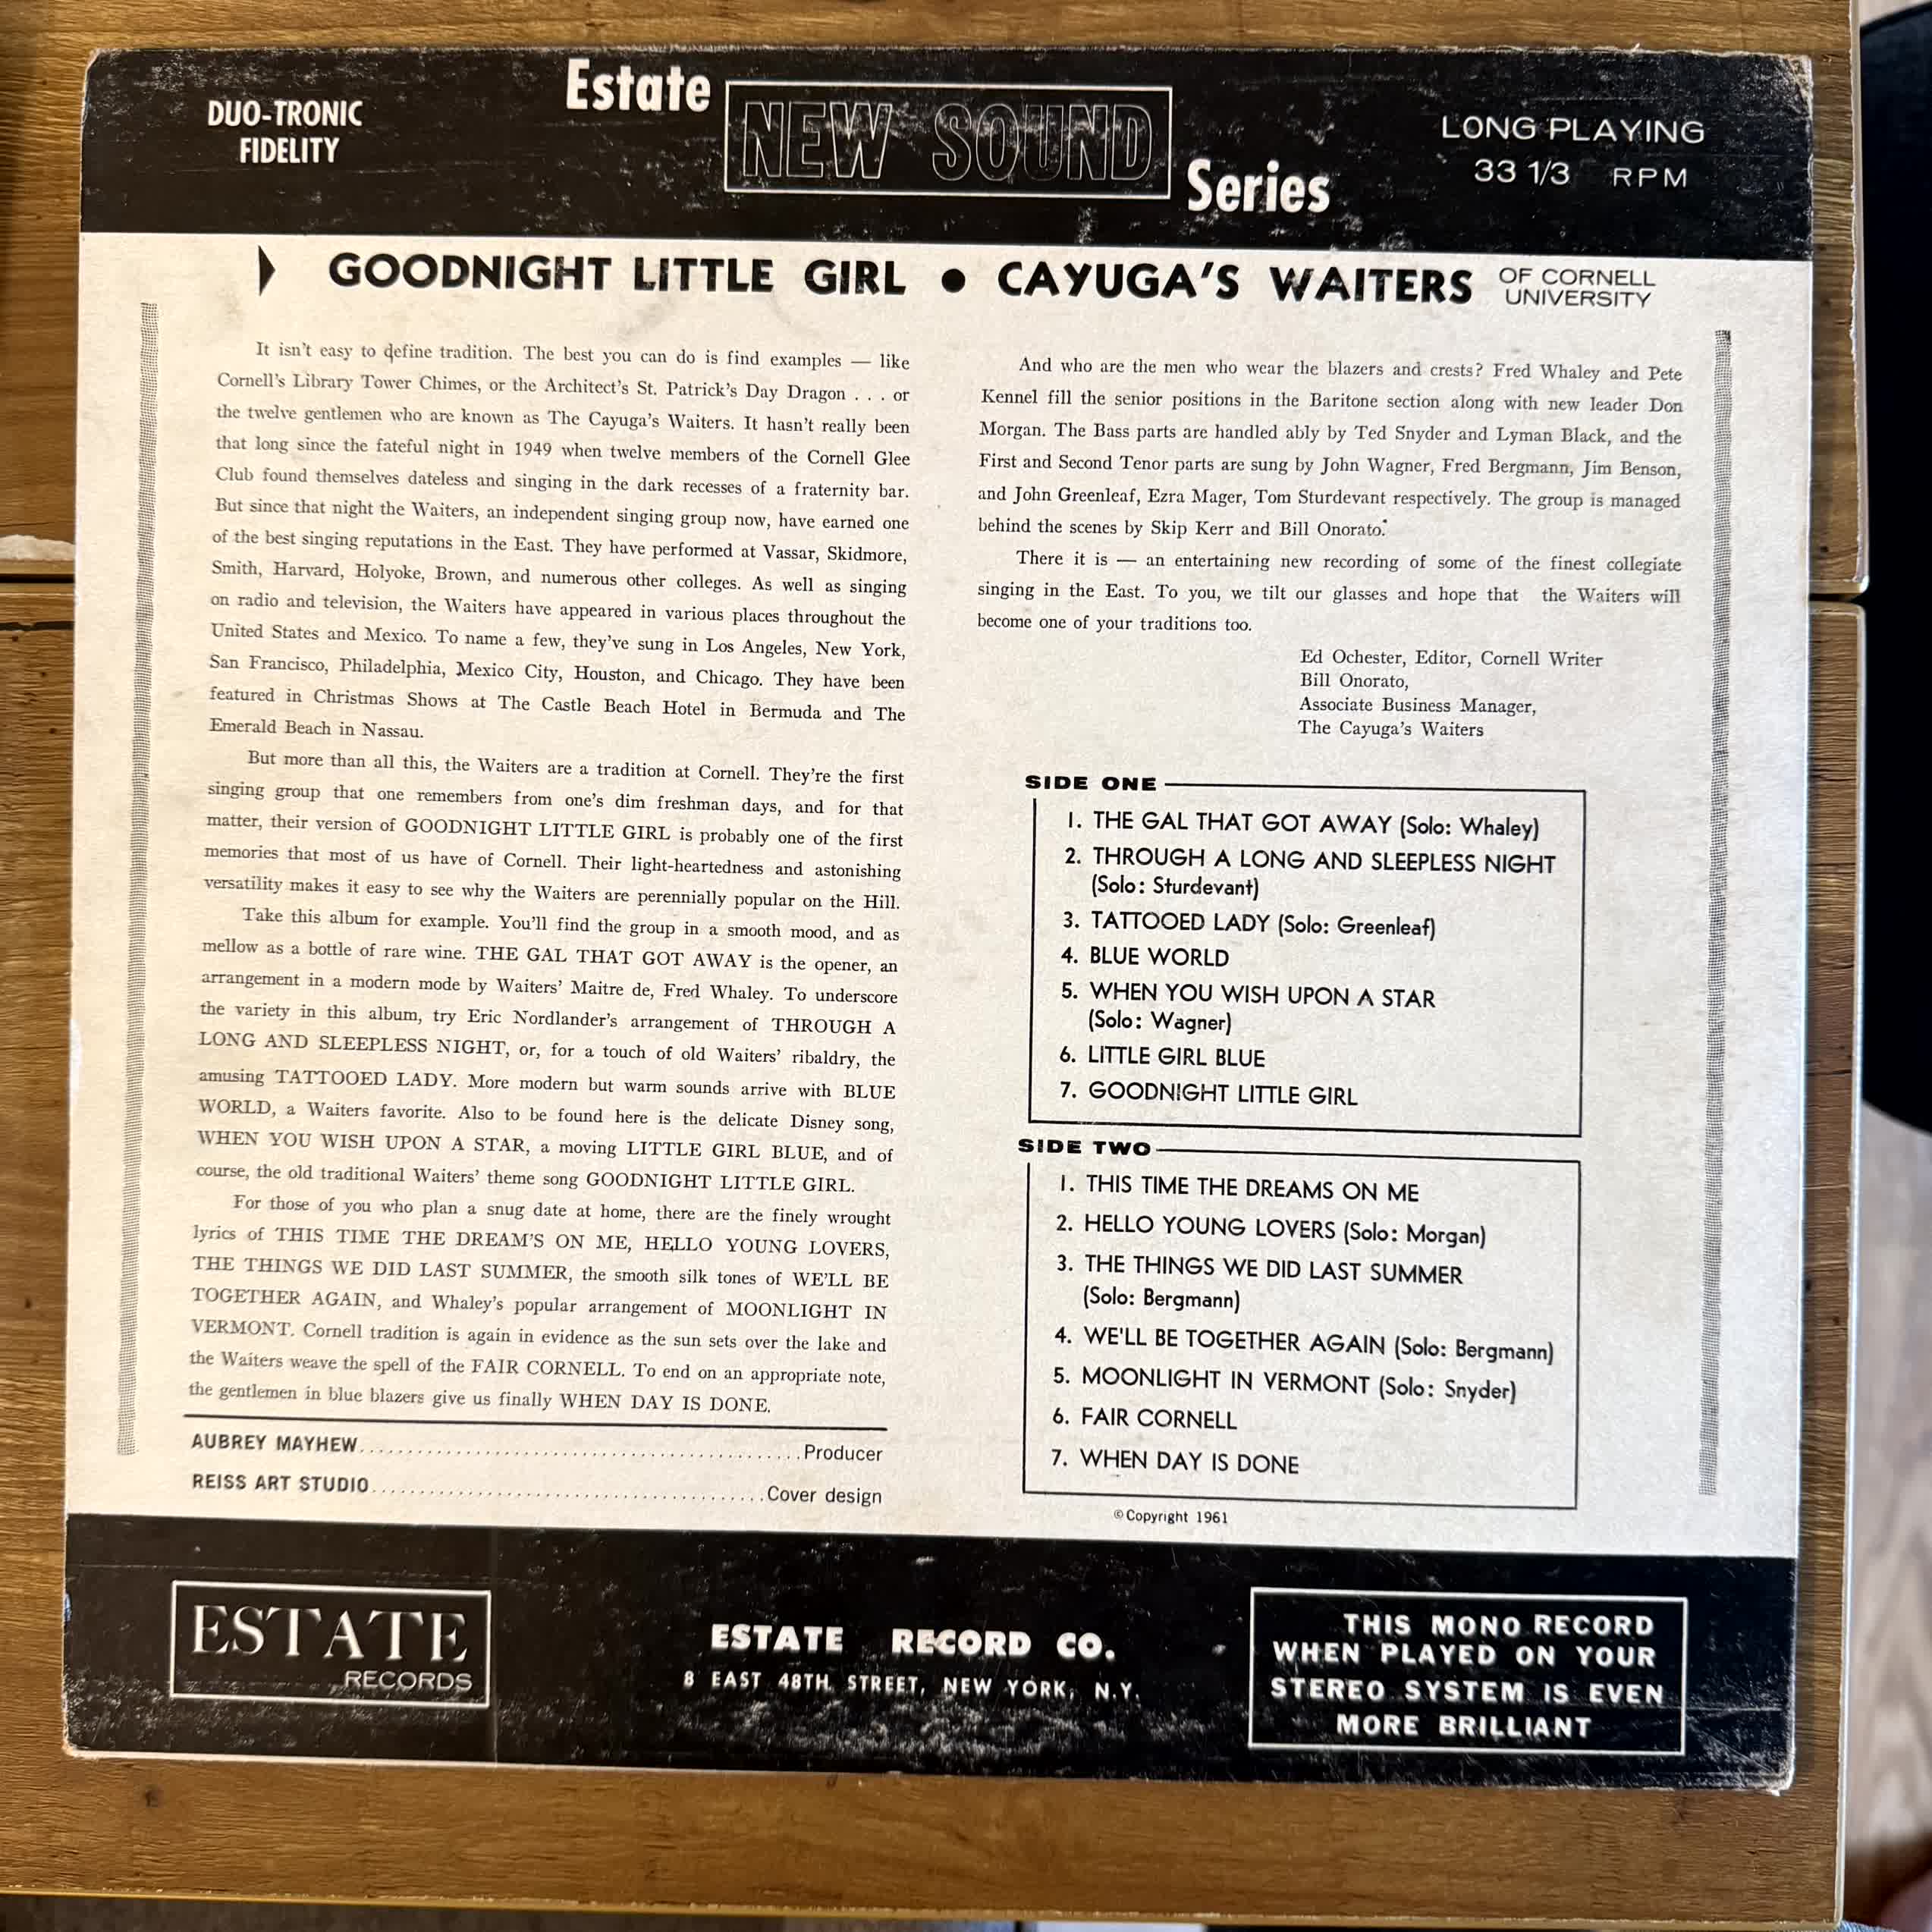 DUO-TRONIC
FIDELITY
Estate
NEW SOUND
Series
LONG PLAYING
33 1/3 RPM
GOODNIGHT LITTLE GIRL • CAYUGA'S WAITERS
OF CORNELL
UNIVERSITY
It isn't easy to define tradition. The best you can do is find examples — like
Cornell's Library Tower Chimes, or the Architect's St. Patrick's Day Dragon . . . or
the twelve gentlemen who are known as The Cayuga's Waiters. It hasn't really been
that long since the fateful night in 1949 when twelve members of the Cornell Glee
Club found themselves dateless and singing in the dark recesses of a fraternity bar.
But since that night the Waiters, an independent singing group now, have earned one
of the best singing reputations in the East. They have performed at Vassar, Skidmore,
Smith, Harvard, Holyoke, Brown, and numerous other colleges. As well as singing
on radio and television, the Waiters have appeared in various places throughout the
United States and Mexico. To name a few, they've sung in Los Angeles, New York,
San Francisco, Philadelphia, Mexico City, Houston, and Chicago. They have been
featured in Christmas Shows at The Castle Beach Hotel in Bermuda and The
Emerald Beach in Nassau.
But more than all this, the Waiters are a tradition at Cornell. They're the first
singing group that one remembers from one's dim freshman days, and for that
matter, their version of GOODNIGHT LITTLE GIRL is probably one of the first
memories that most of us have of Cornell. Their light-heartedness and astonishing
versatility makes it easy to see why the Waiters are perennially popular on the Hill.
Take this album for example. You'll find the group in a smooth mood, and as
mellow as a bottle of rare wine. THE GAL THAT GOT AWAY is the opener, an
arrangement in a modern mode by Waiters' Maitre de, Fred Whaley. To underscore
the variety in this album, try Eric Nordlander's arrangement of THROUGH A
LONG AND SLEEPLESS NIGHT, or, for a touch of old Waiters' ribaldry, the
amusing TATTOOED LADY. More modern but warm sounds arrive with BLUE
WORLD, a Waiters favorite. Also to be found here is the delicate Disney song,
WHEN YOU WISH UPON A STAR, a moving LITTLE GIRL BLUE, and of
course, the old traditional Waiters' theme song GOODNIGHT LITTLE GIRL.
For those of you who plan a snug date at home, there are the finely wrought
lyrics of THIS TIME THE DREAM'S ON ME, HELLO YOUNG LOVERS,
THE THINGS WE DID LAST SUMMER, the smooth silk tones of WE'LL BE
TOGETHER AGAIN, and Whaley's popular arrangement of MOONLIGHT IN
VERMONT. Cornell tradition is again in evidence as the sun sets over the lake and
the Waiters weave the spell of the FAIR CORNELL. To end on an appropriate note,
the gentlemen in blue blazers give us finally WHEN DAY IS DONE.
AUBREY MAYHEW..............................................Producer
REISS ART STUDIO.........................................Cover design
And who are the men who wear the blazers and crests? Fred Whaley and Pete
Kennel fill the senior positions in the Baritone section along with new leader Don
Morgan. The Bass parts are handled ably by Ted Snyder and Lyman Black, and the
First and Second Tenor parts are sung by John Wagner, Fred Bergmann, Jim Benson,
and John Greenleaf, Ezra Mager, Tom Sturdevant respectively. The group is managed
behind the scenes by Skip Kerr and Bill Onorato.
There it is — an entertaining new recording of some of the finest collegiate
singing in the East. To you, we tilt our glasses and hope that the Waiters will
become one of your traditions too.
Ed Ochester, Editor, Cornell Writer
Bill Onorato,
Associate Business Manager,
The Cayuga's Waiters
SIDE ONE
1. THE GAL THAT GOT AWAY (Solo: Whaley)
2. THROUGH A LONG AND SLEEPLESS NIGHT
(Solo: Sturdevant)
3. TATTOOED LADY (Solo: Greenleaf)
4. BLUE WORLD
5. WHEN YOU WISH UPON A STAR
(Solo: Wagner)
6. LITTLE GIRL BLUE
7. GOODNIGHT LITTLE GIRL
SIDE TWO
1. THIS TIME THE DREAMS ON ME
2. HELLO YOUNG LOVERS (Solo: Morgan)
3. THE THINGS WE DID LAST SUMMER
(Solo: Bergmann)
4. WE'LL BE TOGETHER AGAIN (Solo: Bergmann)
5. MOONLIGHT IN VERMONT (Solo: Snyder)
6. FAIR CORNELL
7. WHEN DAY IS DONE
© Copyright 1961
ESTATE
RECORDS
ESTATE RECORD CO.
8 EAST 48TH STREET, NEW YORK, N.Y.
THIS MONO RECORD
WHEN PLAYED ON YOUR
STEREO SYSTEM IS EVEN
MORE BRILLIANT